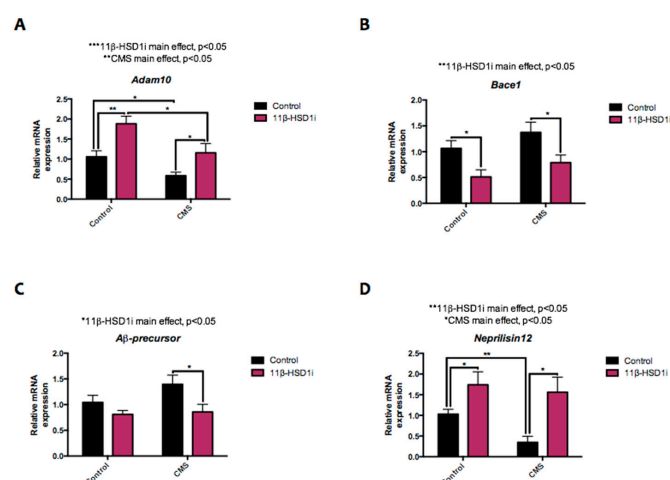 A
***11β-HSD1i main effect, p<0.05
**CMS main effect, p<0.05
Adam10
Relative mRNA
expression
2.5
2.0
1.5
1.0
0.5
0.0
*
**
*
*
Control
CMS
Control
11β-HSD1i
B
**11β-HSD1i main effect, p<0.05
Bace1
Relative mRNA
expression
2.0
1.5
1.0
0.5
0.0
*
*
Control
CMS
Control
11β-HSD1i
C
*11β-HSD1i main effect, p<0.05
Aβ-precursor
Relative mRNA
expression
2.0
1.5
1.0
0.5
0.0
*
Control
CMS
Control
11β-HSD1i
D
**11β-HSD1i main effect, p<0.05
*CMS main effect, p<0.05
Neprilisin12
Relative mRNA
expression
2.5
2.0
1.5
1.0
0.5
0.0
**
*
*
Control
CMS
Control
11β-HSD1i